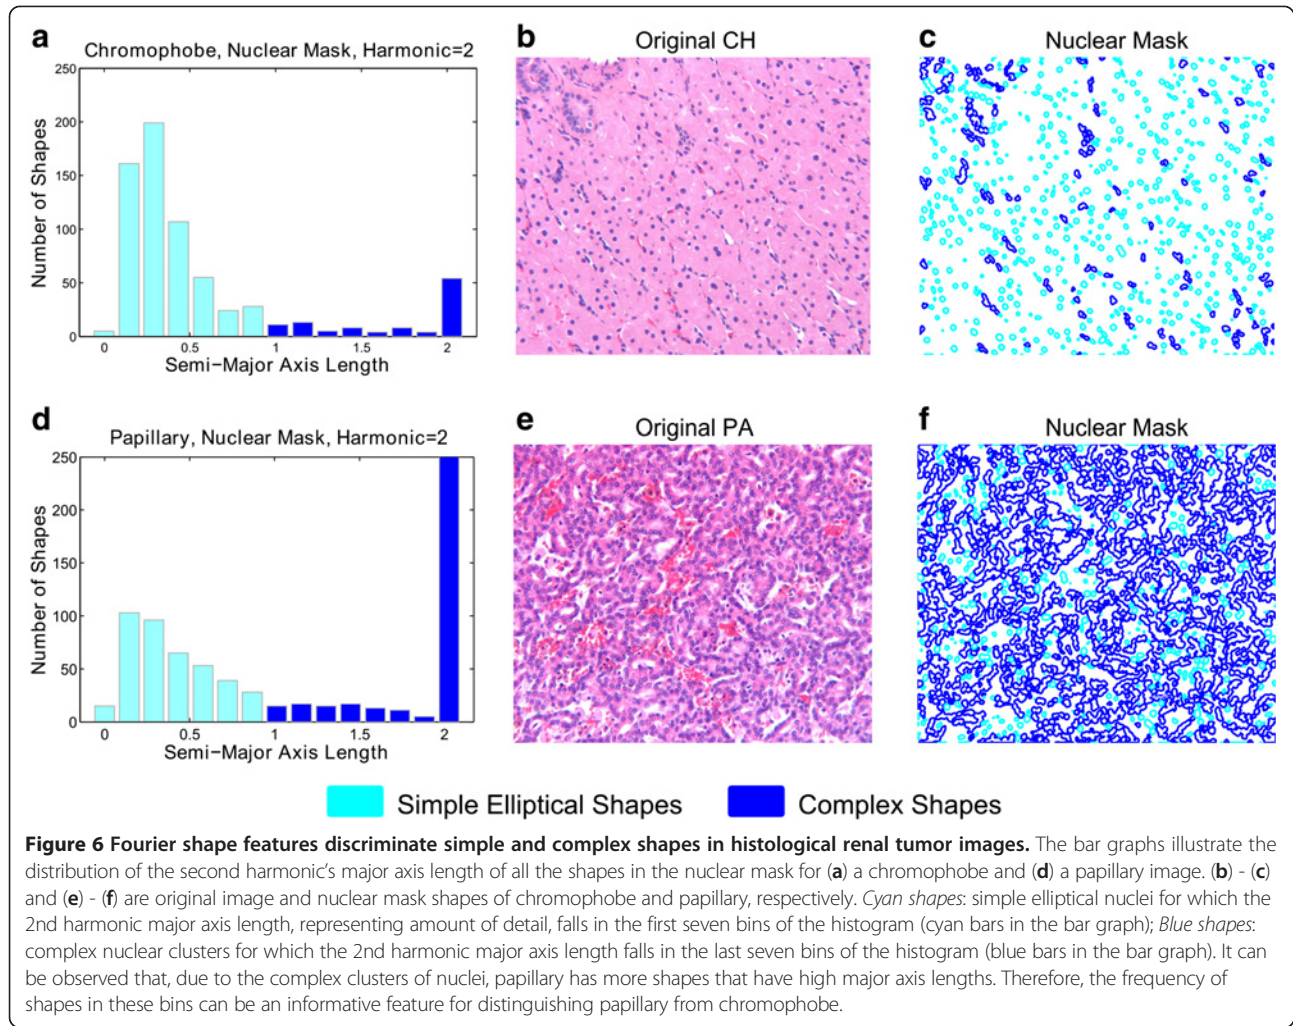 a
Chromophobe, Nuclear Mask, Harmonic=2
250
200
150
100
50
0
Number of Shapes
0
0.5
1
1.5
2
Semi-Major Axis Length
b
Original CH
c
Nuclear Mask
d
Papillary, Nuclear Mask, Harmonic=2
250
200
150
100
50
0
Number of Shapes
0
0.5
1
1.5
2
Semi-Major Axis Length
e
Original PA
f
Nuclear Mask
Simple Elliptical Shapes
Complex Shapes
Figure 6 Fourier shape features discriminate simple and complex shapes in histological renal tumor images. The bar graphs illustrate the
distribution of the second harmonic's major axis length of all the shapes in the nuclear mask for (a) a chromophobe and (d) a papillary image. (b) - (c)
and (e) - (f) are original image and nuclear mask shapes of chromophobe and papillary, respectively. Cyan shapes: simple elliptical nuclei for which the
2nd harmonic major axis length, representing amount of detail, falls in the first seven bins of the histogram (cyan bars in the bar graph); Blue shapes:
complex nuclear clusters for which the 2nd harmonic major axis length falls in the last seven bins of the histogram (blue bars in the bar graph). It can
be observed that, due to the complex clusters of nuclei, papillary has more shapes that have high major axis lengths. Therefore, the frequency of
shapes in these bins can be an informative feature for distinguishing papillary from chromophobe.